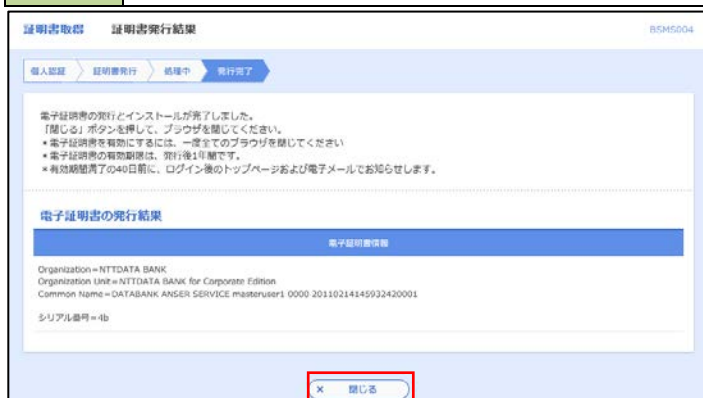 証明書取得 証明書発行結果 BSMS004
個人認証 証明書発行 処理中 発行完了
電子証明書の発行とインストールが完了しました。
「閉じる」ボタンを押して、ブラウザを閉じてください。
*電子証明書を有効にするには、一度全てのブラウザを閉じてください
*電子証明書の有効期限は、発行後1年間です。
*有効期間満了の40日前に、ログイン後のトップページおよび電子メールでお知らせします。
電子証明書の発行結果
電子証明書情報
Organization=NTTDATA BANK
Organization Unit=NTTDATA BANK for Corporate Edition
Common Name=DATABANK ANSER SERVICE masteruser1 0000 20110214145932420001
シリアル番号=4b
× 閉じる